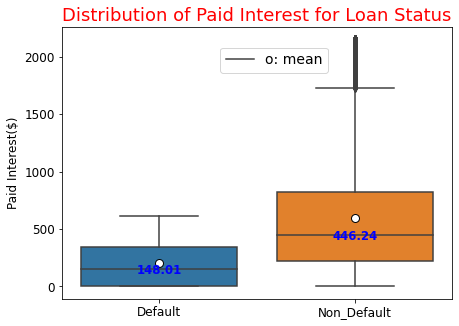 Distribution of Paid Interest for Loan Status
o: mean
2000
1500
1000
500
0
Paid Interest($)
148.01
446.24
Default
Non_Default